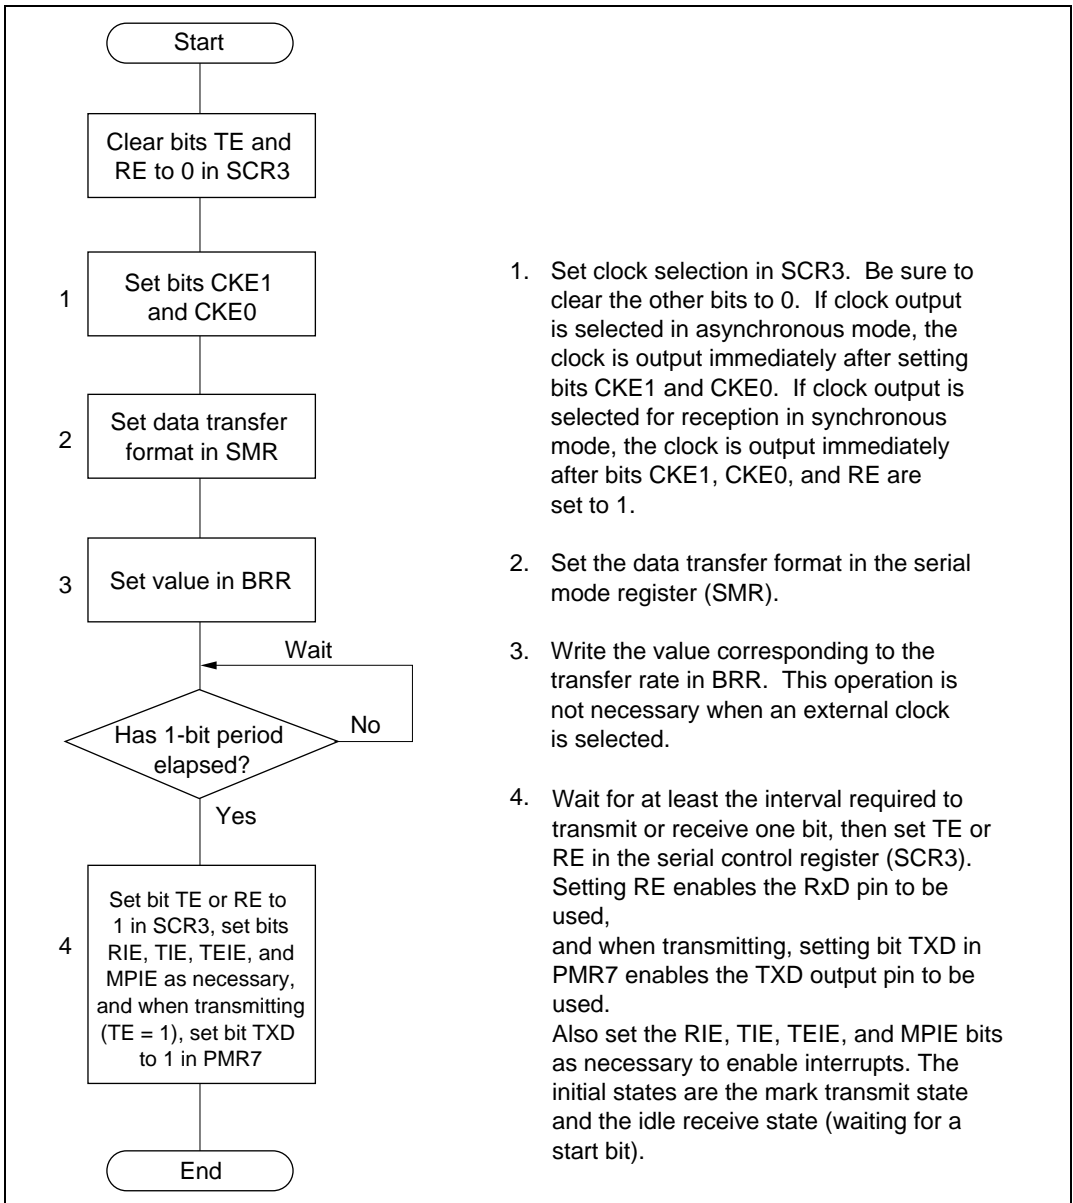 Start
Clear bits TE and
RE to 0 in SCR3
1
Set bits CKE1
and CKE0
2
Set data transfer
format in SMR
3
Set value in BRR
Wait
Has 1-bit period
elapsed?
No
Yes
4
Set bit TE or RE to
1 in SCR3, set bits
RIE, TIE, TEIE, and
MPIE as necessary,
and when transmitting
(TE = 1), set bit TXD
to 1 in PMR7
End
1. Set clock selection in SCR3. Be sure to
clear the other bits to 0. If clock output
is selected in asynchronous mode, the
clock is output immediately after setting
bits CKE1 and CKE0. If clock output is
selected for reception in synchronous
mode, the clock is output immediately
after bits CKE1, CKE0, and RE are
set to 1.
2. Set the data transfer format in the serial
mode register (SMR).
3. Write the value corresponding to the
transfer rate in BRR. This operation is
not necessary when an external clock
is selected.
4. Wait for at least the interval required to
transmit or receive one bit, then set TE or
RE in the serial control register (SCR3).
Setting RE enables the RxD pin to be
used,
and when transmitting, setting bit TXD in
PMR7 enables the TXD output pin to be
used.
Also set the RIE, TIE, TEIE, and MPIE bits
as necessary to enable interrupts. The
initial states are the mark transmit state
and the idle receive state (waiting for a
start bit).